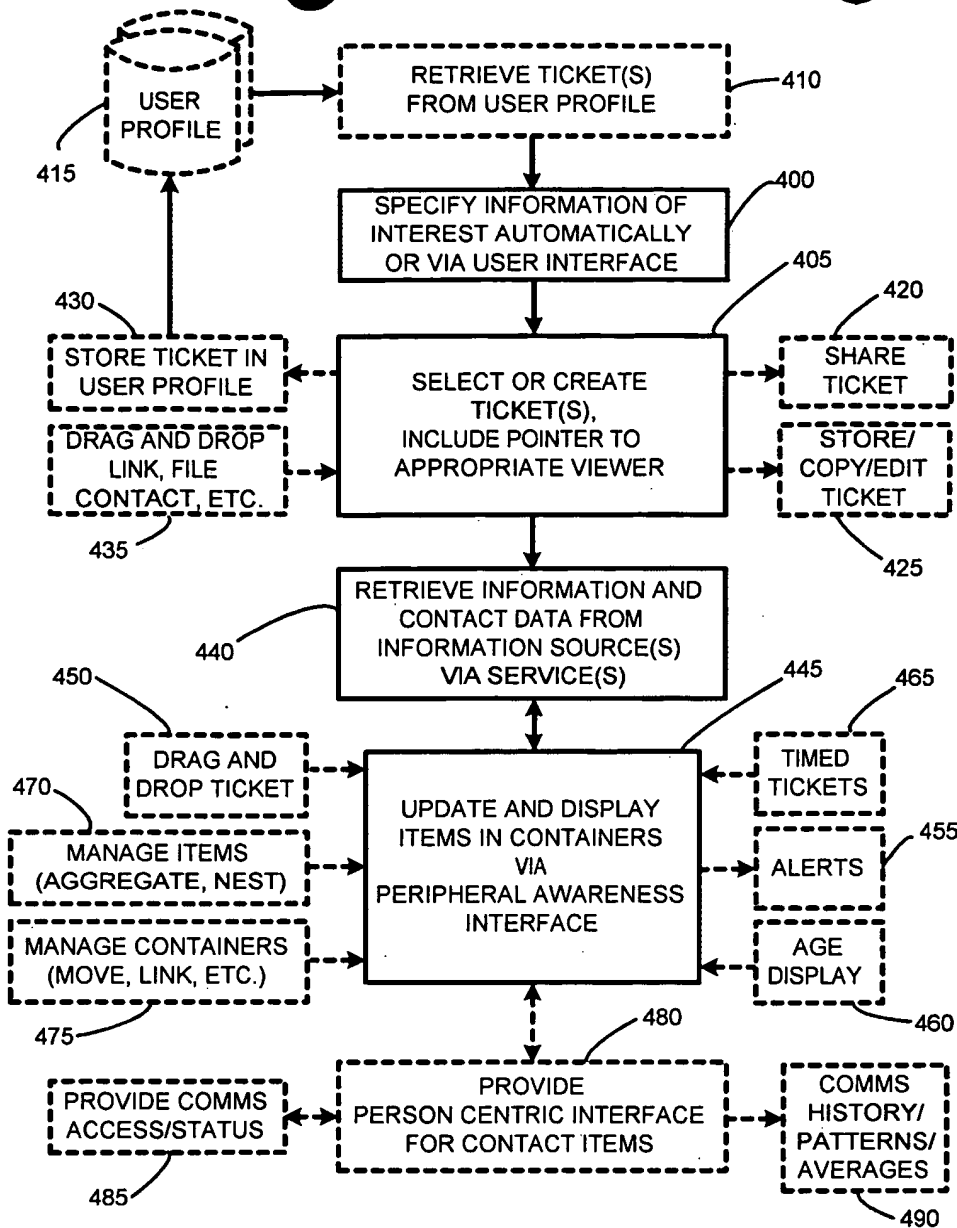 USER
PROFILE
415
RETRIEVE TICKET(S)
FROM USER PROFILE
410
400
SPECIFY INFORMATION OF
INTEREST AUTOMATICALLY
OR VIA USER INTERFACE
405
430
STORE TICKET IN
USER PROFILE
SELECT OR CREATE
TICKET(S),
INCLUDE POINTER TO
APPROPRIATE VIEWER
420
SHARE
TICKET
DRAG AND DROP
LINK, FILE
CONTACT, ETC.
435
STORE/
COPY/EDIT
TICKET
425
RETRIEVE INFORMATION AND
CONTACT DATA FROM
INFORMATION SOURCE(S)
VIA SERVICE(S)
440
445
450
DRAG AND
DROP TICKET
465
TIMED
TICKETS
470
MANAGE ITEMS
(AGGREGATE, NEST)
UPDATE AND DISPLAY
ITEMS IN CONTAINERS
VIA
PERIPHERAL AWARENESS
INTERFACE
455
ALERTS
MANAGE CONTAINERS
(MOVE, LINK, ETC.)
475
AGE
DISPLAY
460
480
PROVIDE COMMS
ACCESS/STATUS
485
PROVIDE
PERSON CENTRIC INTERFACE
FOR CONTACT ITEMS
COMMS
HISTORY/
PATTERNS/
AVERAGES
490